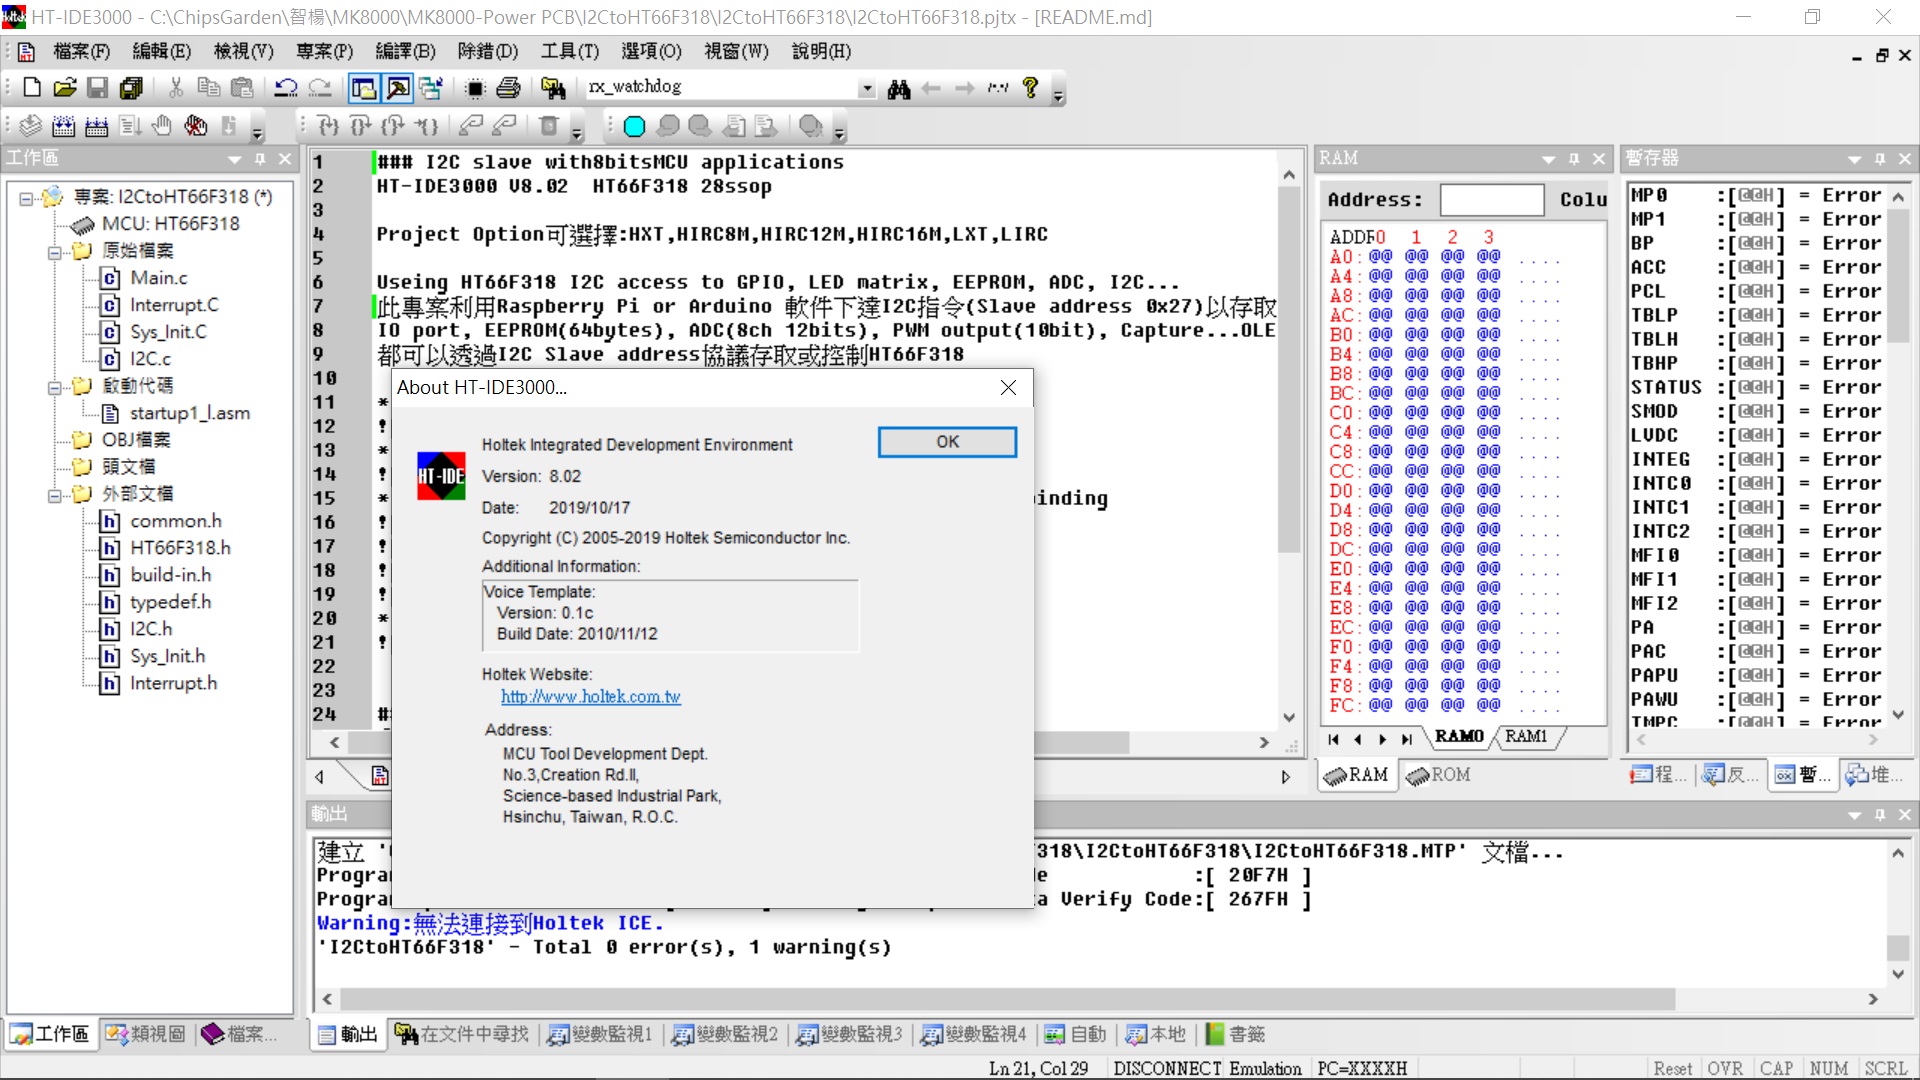 HT-IDE3000 - C:\ChipsGarden\智楊\MK8000\MK8000-Power PCB\I2CtoHT66F318\I2CtoHT66F318\I2CtoHT66F318.pjtx - [README.md]
檔案(F) 編輯(E) 檢視(V) 專案(P) 編譯(B) 除錯(D) 工具(T) 選項(O) 視窗(W) 說明(H)
rx_watchdog
工作區
專案: I2CtoHT66F318 (*)
MCU: HT66F318
原始檔案
Main.c
Interrupt.C
Sys_Init.C
I2C.c
啟動代碼
startup1_l.asm
OBJ檔案
頭文檔
外部文檔
common.h
HT66F318.h
build-in.h
typedef.h
I2C.h
Sys_Init.h
Interrupt.h
1 ### I2C slave with8bitsMCU applications
2 HT-IDE3000 V8.02  HT66F318 28ssop
3
4 Project Option可選擇:HXT,HIRC8M,HIRC12M,HIRC16M,LXT,LIRC
5
6 Useing HT66F318 I2C access to GPIO, LED matrix, EEPROM, ADC, I2C...
7 此專案利用Raspberry Pi or Arduino 軟件下達I2C指令(Slave address 0x27)以存取
8 IO port, EEPROM(64bytes), ADC(8ch 12bits), PWM output(10bit), Capture...OLE
9 都可以透過I2C Slave address協議存取或控制HT66F318
10
11 *
12 !
13 *
14 !
15 * inding
16 !
17 !
18 !
19 !
20 *
21 !
22
23
24 #
About HT-IDE3000...
OK
HT-IDE
Holtek Integrated Development Environment
Version: 8.02
Date: 2019/10/17
Copyright (C) 2005-2019 Holtek Semiconductor Inc.
Additional Information:
Voice Template:
Version: 0.1c
Build Date: 2010/11/12
Holtek Website:
http://www.holtek.com.tw
Address:
MCU Tool Development Dept.
No.3,Creation Rd.II,
Science-based Industrial Park,
Hsinchu, Taiwan, R.O.C.
RAM
Address: Colu
ADDR 0 1 2 3
A0: @@ @@ @@ @@ ....
A4: @@ @@ @@ @@ ....
A8: @@ @@ @@ @@ ....
AC: @@ @@ @@ @@ ....
B0: @@ @@ @@ @@ ....
B4: @@ @@ @@ @@ ....
B8: @@ @@ @@ @@ ....
BC: @@ @@ @@ @@ ....
C0: @@ @@ @@ @@ ....
C4: @@ @@ @@ @@ ....
C8: @@ @@ @@ @@ ....
CC: @@ @@ @@ @@ ....
D0: @@ @@ @@ @@ ....
D4: @@ @@ @@ @@ ....
D8: @@ @@ @@ @@ ....
DC: @@ @@ @@ @@ ....
E0: @@ @@ @@ @@ ....
E4: @@ @@ @@ @@ ....
E8: @@ @@ @@ @@ ....
EC: @@ @@ @@ @@ ....
F0: @@ @@ @@ @@ ....
F4: @@ @@ @@ @@ ....
F8: @@ @@ @@ @@ ....
FC: @@ @@ @@ @@ ....
RAM0 RAM1
RAM ROM
暫存器
MP0 :[@@H] = Error
MP1 :[@@H] = Error
BP :[@@H] = Error
ACC :[@@H] = Error
PCL :[@@H] = Error
TBLP :[@@H] = Error
TBLH :[@@H] = Error
TBHP :[@@H] = Error
STATUS :[@@H] = Error
SMOD :[@@H] = Error
LVDC :[@@H] = Error
INTEG :[@@H] = Error
INTC0 :[@@H] = Error
INTC1 :[@@H] = Error
INTC2 :[@@H] = Error
MFI0 :[@@H] = Error
MFI1 :[@@H] = Error
MFI2 :[@@H] = Error
PA :[@@H] = Error
PAC :[@@H] = Error
PAPU :[@@H] = Error
PAWU :[@@H] = Error
TMPC :[@@H] = Error
程... 反... 暫... 堆...
輸出
建立 ' 318\I2CtoHT66F318\I2CtoHT66F318.MTP' 文檔...
Progra :[ 20F7H ]
Progra Verify Code:[ 267FH ]
Warning:無法連接到Holtek ICE.
'I2CtoHT66F318' - Total 0 error(s), 1 warning(s)
工作區 類視圖 檔案... 輸出 在文件中尋找 變數監視1 變數監視2 變數監視3 變數監視4 自動 本地 書籤
Ln 21, Col 29 DISCONNECT Emulation PC=XXXXH Reset OVR CAP NUM SCRL